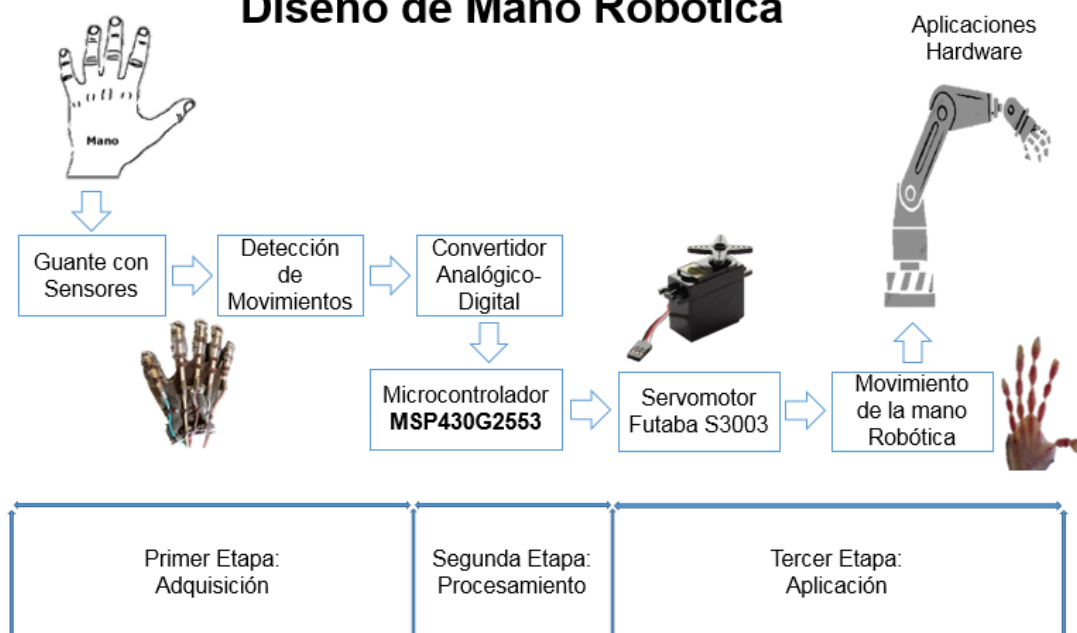 Diseño de Mano Robótica
Aplicaciones
Hardware
Mano
Guante con
Sensores
Detección
de
Movimientos
Convertidor
Analógico-
Digital
Microcontrolador
MSP430G2553
Servomotor
Futaba S3003
Movimiento
de la mano
Robótica
Primer Etapa:
Adquisición
Segunda Etapa:
Procesamiento
Tercer Etapa:
Aplicación